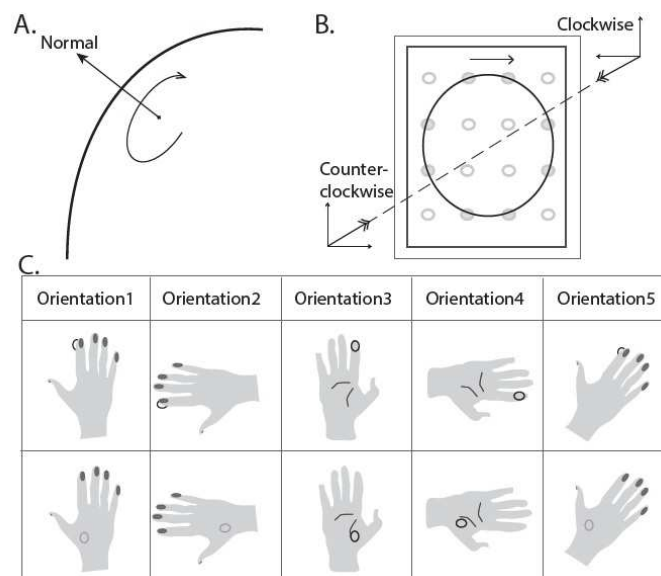 A.
Normal
B.
Clockwise
Counter-
clockwise
C.
Orientation1
Orientation2
Orientation3
Orientation4
Orientation5